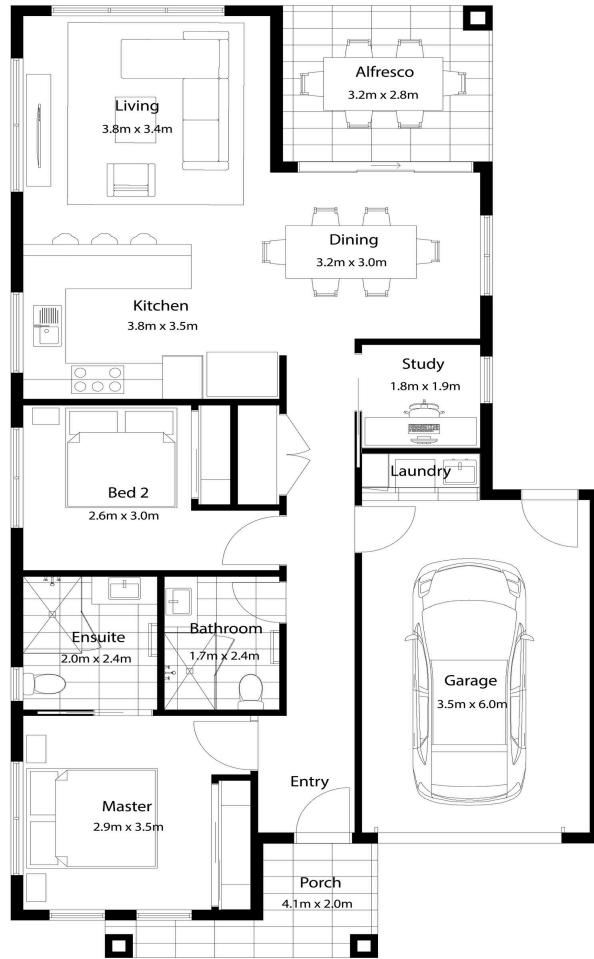 Alfresco
3.2m x 2.8m
Living
3.8m x 3.4m
Dining
3.2m x 3.0m
Kitchen
3.8m x 3.5m
Study
1.8m x 1.9m
Laundry
Bed 2
2.6m x 3.0m
Ensuite
2.0m x 2.4m
Bathroom
1.7m x 2.4m
Garage
3.5m x 6.0m
Entry
Master
2.9m x 3.5m
Porch
4.1m x 2.0m